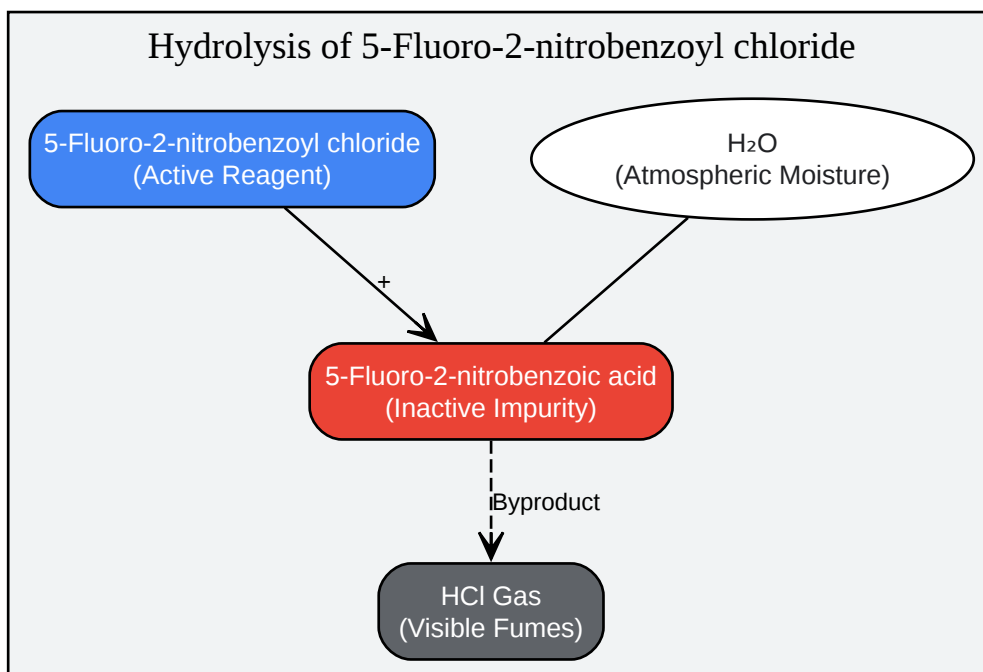 Hydrolysis of 5-Fluoro-2-nitrobenzoyl chloride
5-Fluoro-2-nitrobenzoyl chloride
(Active Reagent)
H₂O
(Atmospheric Moisture)
+
5-Fluoro-2-nitrobenzoic acid
(Inactive Impurity)
Byproduct
HCl Gas
(Visible Fumes)